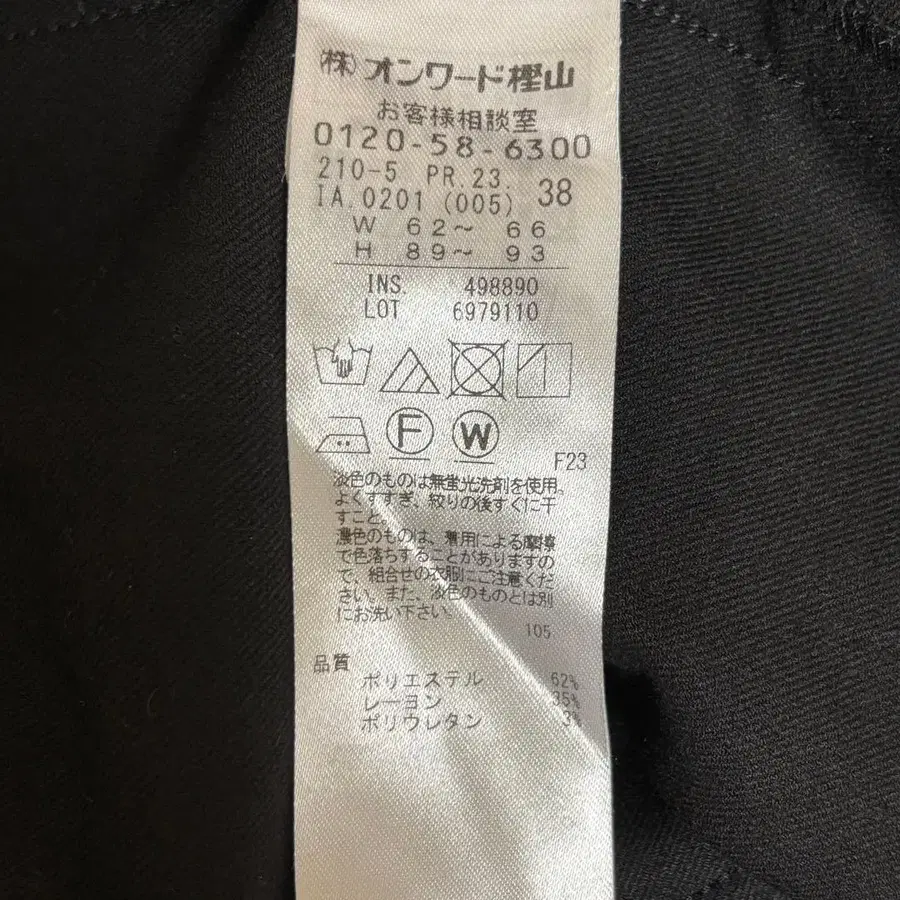 (株)オンワード樫山
お客様相談室
0120-58-6300
210-5 PR.23. 38
IA.0201 (005)
W 62～ 66
H 89～ 93
INS 498890
LOT 6979110
F
W
F23
淡色のものは無蛍光洗剤を使用。
よくすすぎ、絞りの後すぐに干
すこと。
濃色のものは、着用による摩擦
で色落ちすることがありますの
で、組合せの衣服にご注意くだ
さい。また、淡色のものとは別
にお洗い下さい。
105
品質
ポリエステル 62%
レーヨン 35%
ポリウレタン 3%